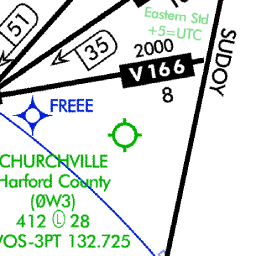 51
35
Eastern Std
+5=UTC
2000
V166
8
SUDOY
FREEE
CHURCHVILLE
Harford County
(0W3)
412 Ⓛ 28
VOS-3PT 132.725